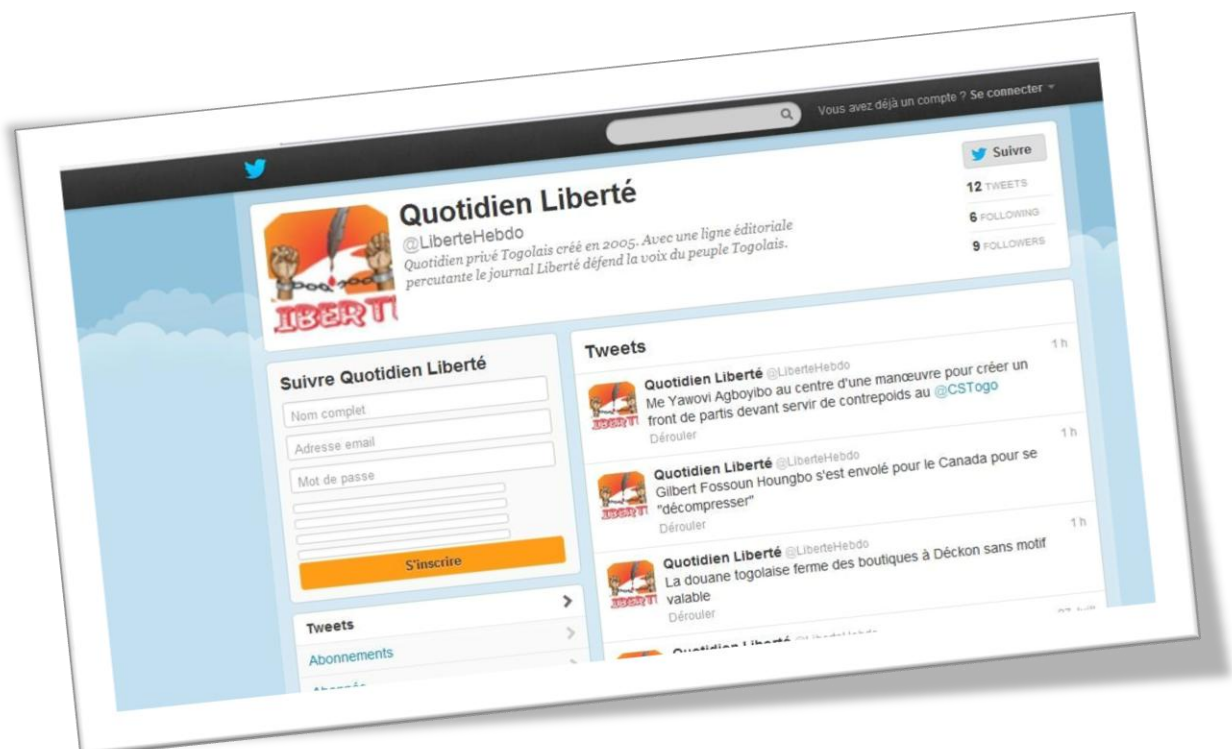 Vous avez déjà un compte ? Se connecter
Quotidien Liberté
@LiberteHebdo
Quotidien privé Togolais créé en 2005. Avec une ligne éditoriale
percutante le journal Liberté défend la voix du peuple Togolais.
IBERT
Suivre
12 TWEETS
6 FOLLOWING
9 FOLLOWERS
Suivre Quotidien Liberté
Nom complet
Adresse email
Mot de passe
S'inscrire
Tweets
Abonnements
Tweets
Quotidien Liberté @LiberteHebdo
1 h
Me Yawovi Agboyibo au centre d'une manœuvre pour créer un
front de partis devant servir de contrepoids au @CSTogo
Dérouler
Quotidien Liberté @LiberteHebdo
1 h
Gilbert Fossoun Houngbo s'est envolé pour le Canada pour se
"décompresser"
Dérouler
Quotidien Liberté @LiberteHebdo
1 h
La douane togolaise ferme des boutiques à Déckon sans motif
valable
Dérouler
Quotidien Liberté @LiberteHebdo